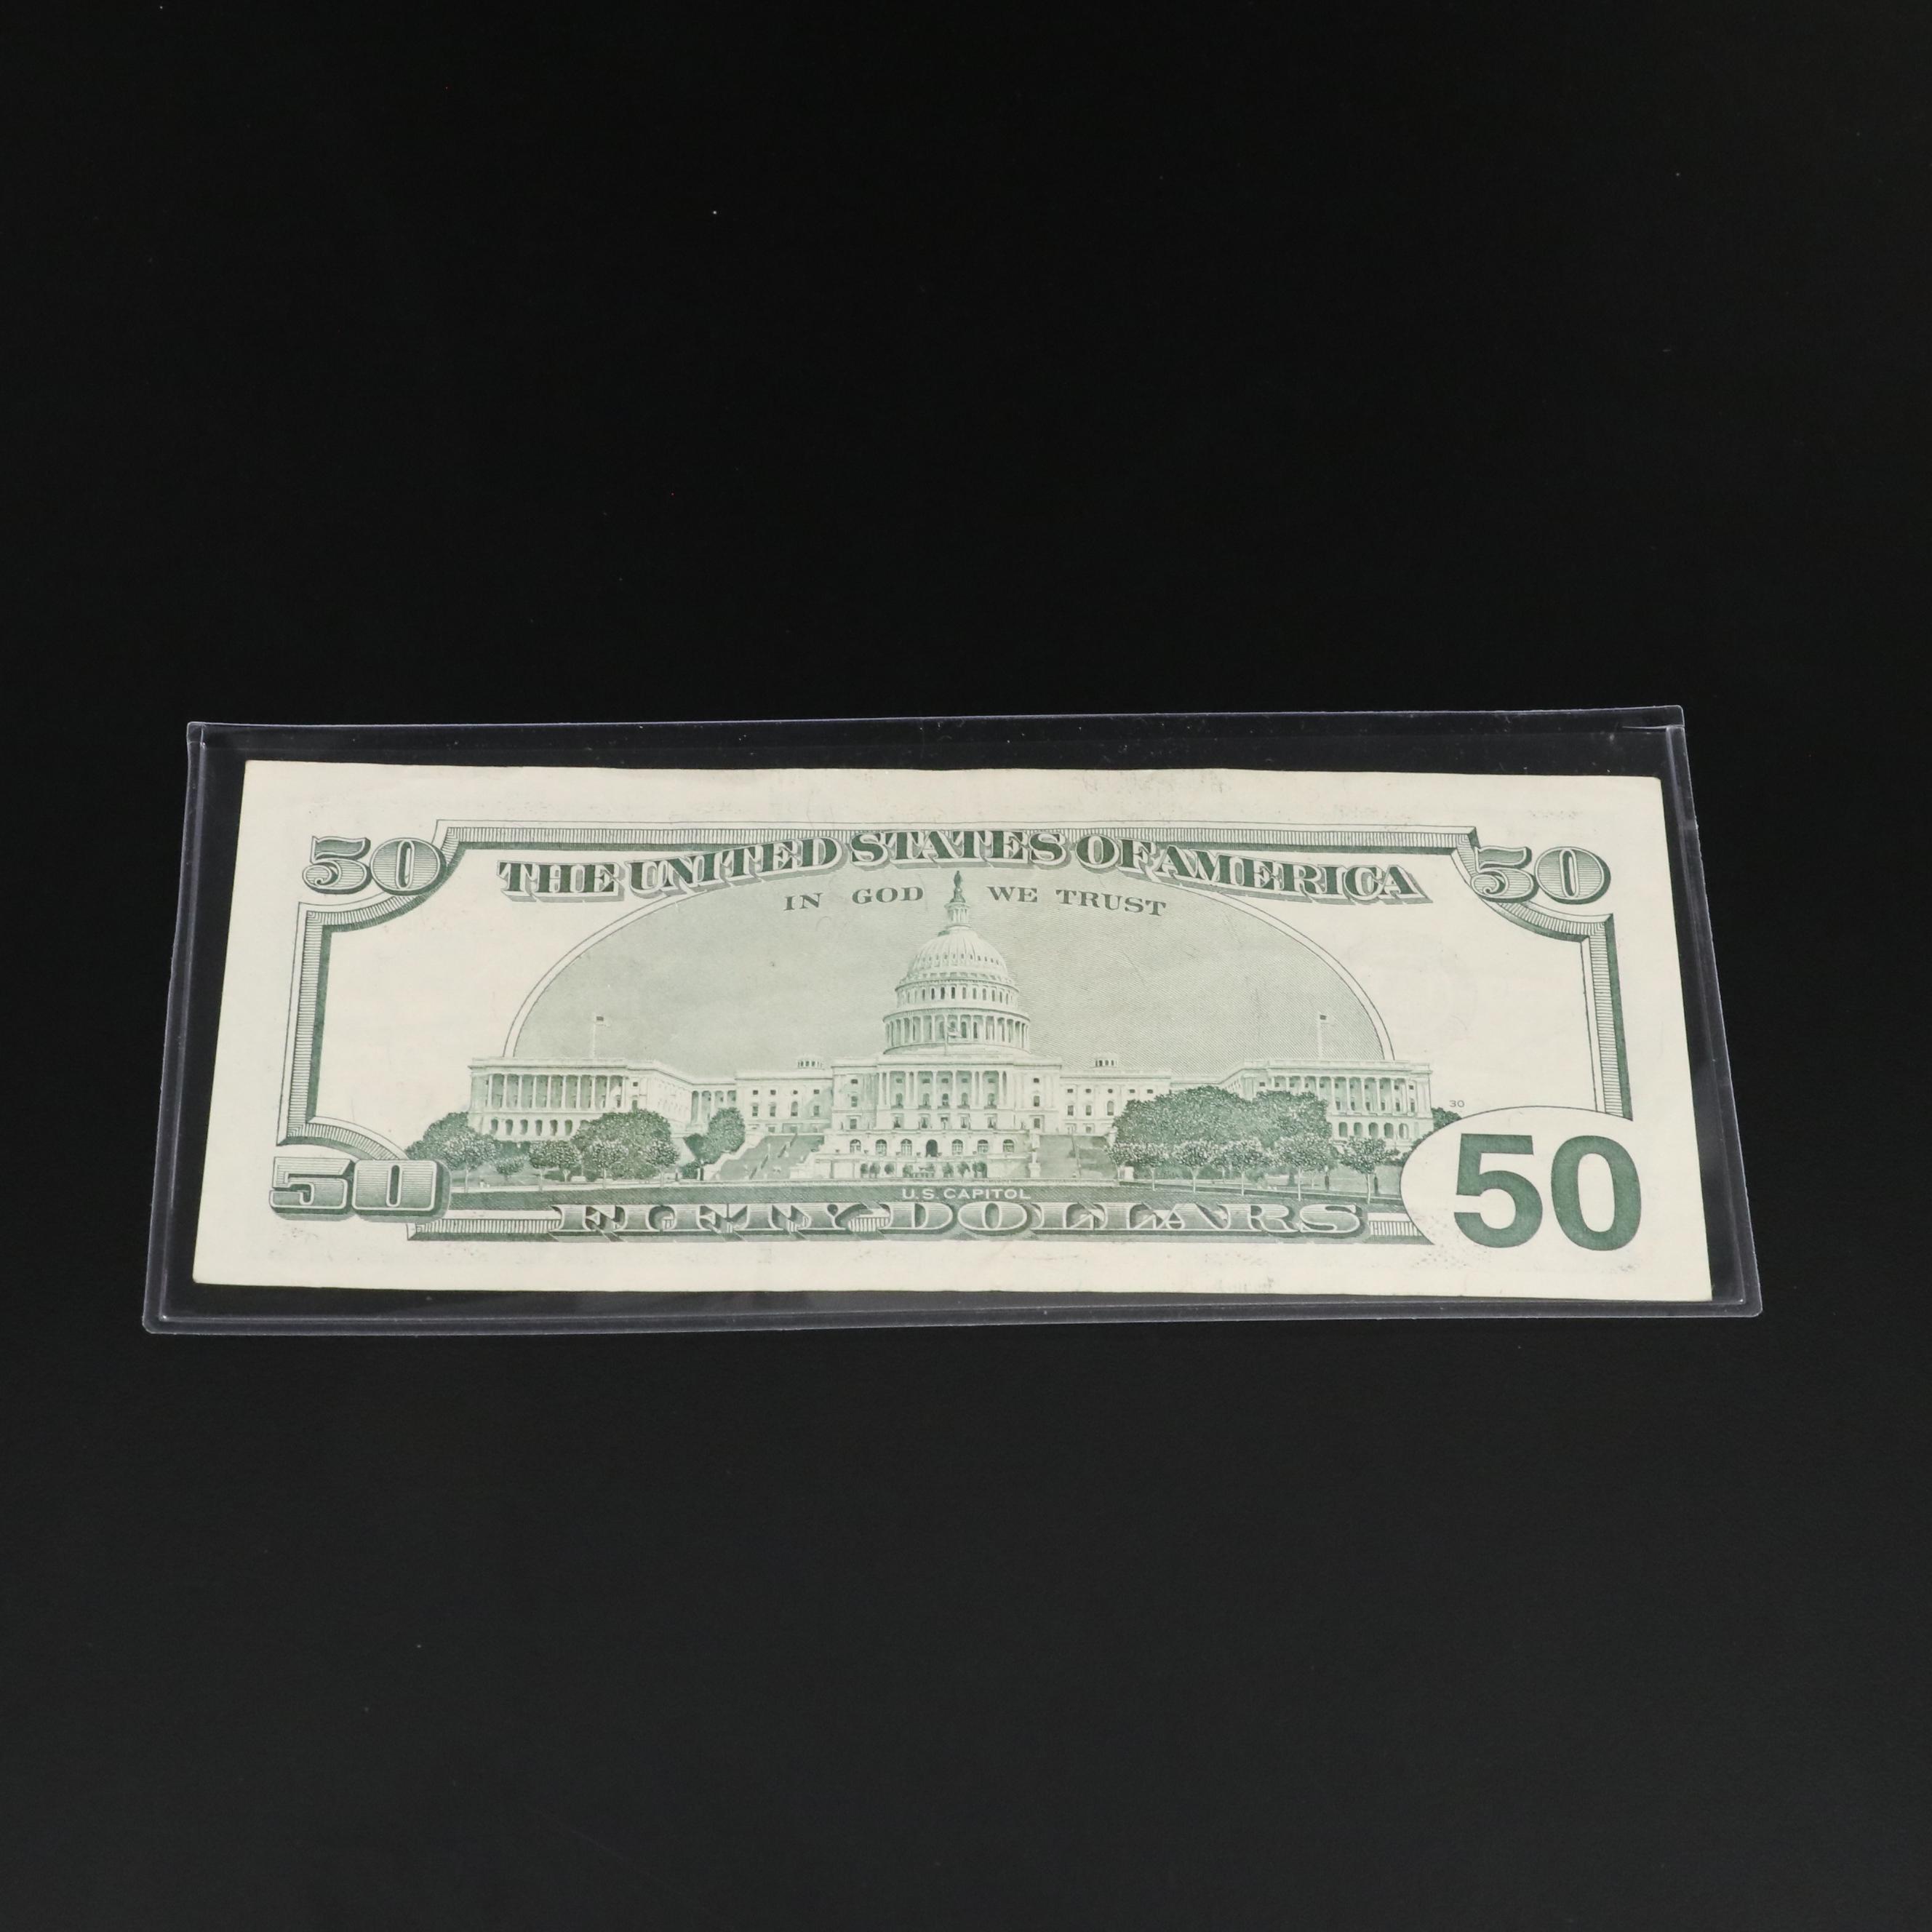 50 THE UNITED STATES OF AMERICA 50
IN GOD WE TRUST
30
50 50
U.S. CAPITOL
FIFTY DOLLARS